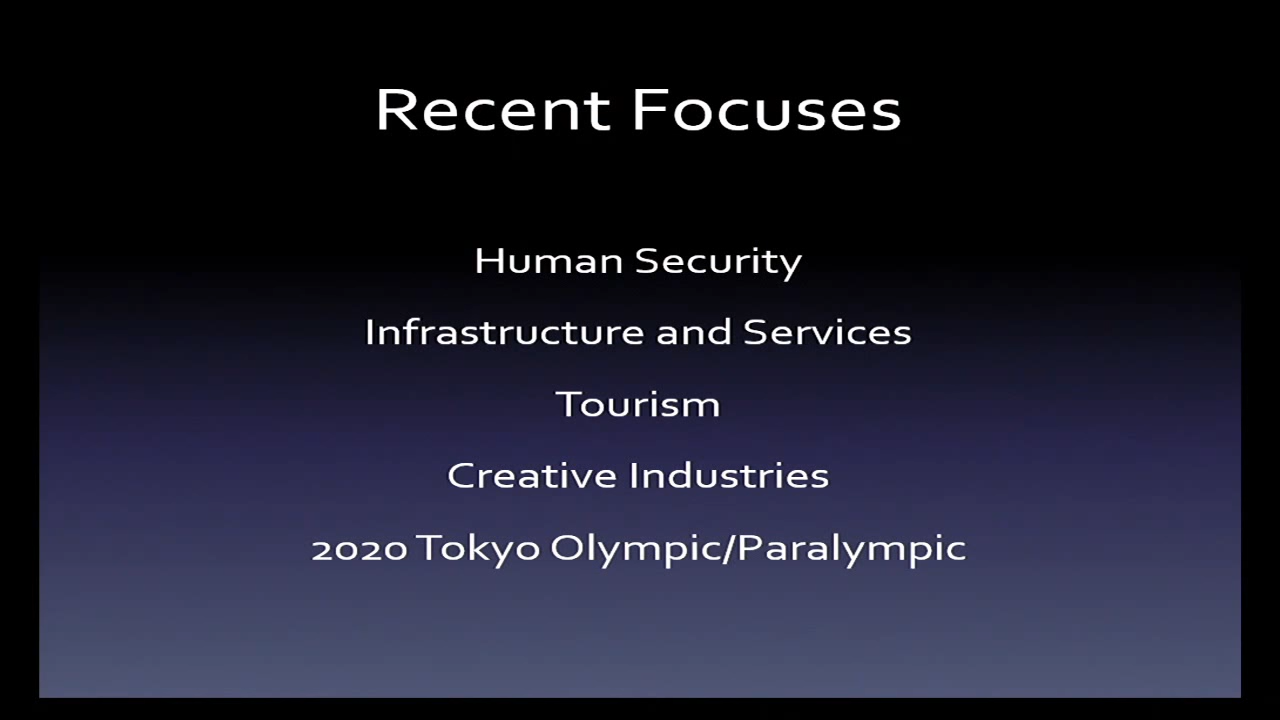 Recent Focuses
Human Security
Infrastructure and Services
Tourism
Creative Industries
2020 Tokyo Olympic/Paralympic